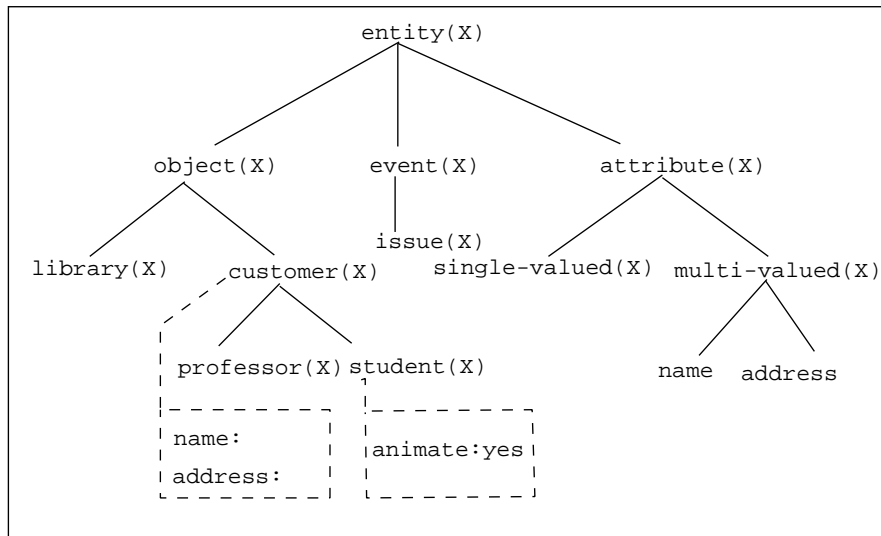 entity(X)
object(X) event(X) attribute(X)
issue(X)
library(X) customer(X) single-valued(X) multi-valued(X)
professor(X) student(X) name address
name:
animate:yes
address: